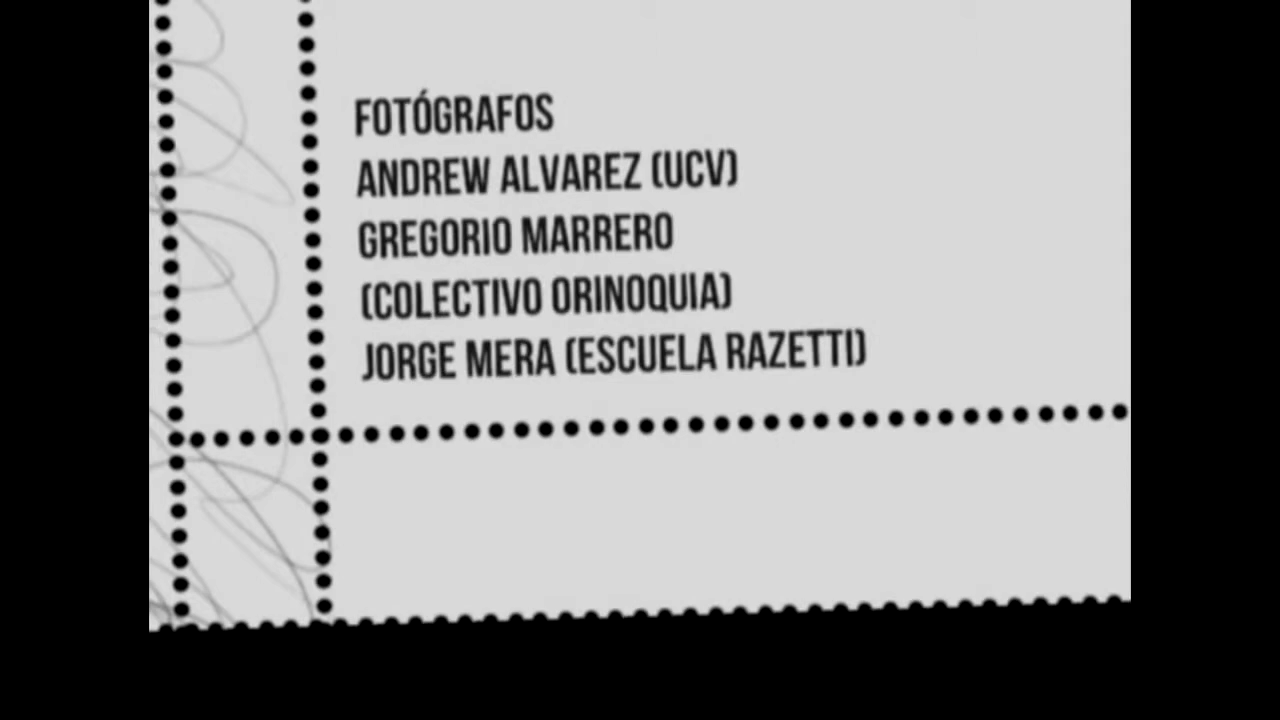 FOTÓGRAFOS
ANDREW ALVAREZ (UCV)
GREGORIO MARRERO
(COLECTIVO ORINOQUIA)
JORGE MERA (ESCUELA RAZETTI)